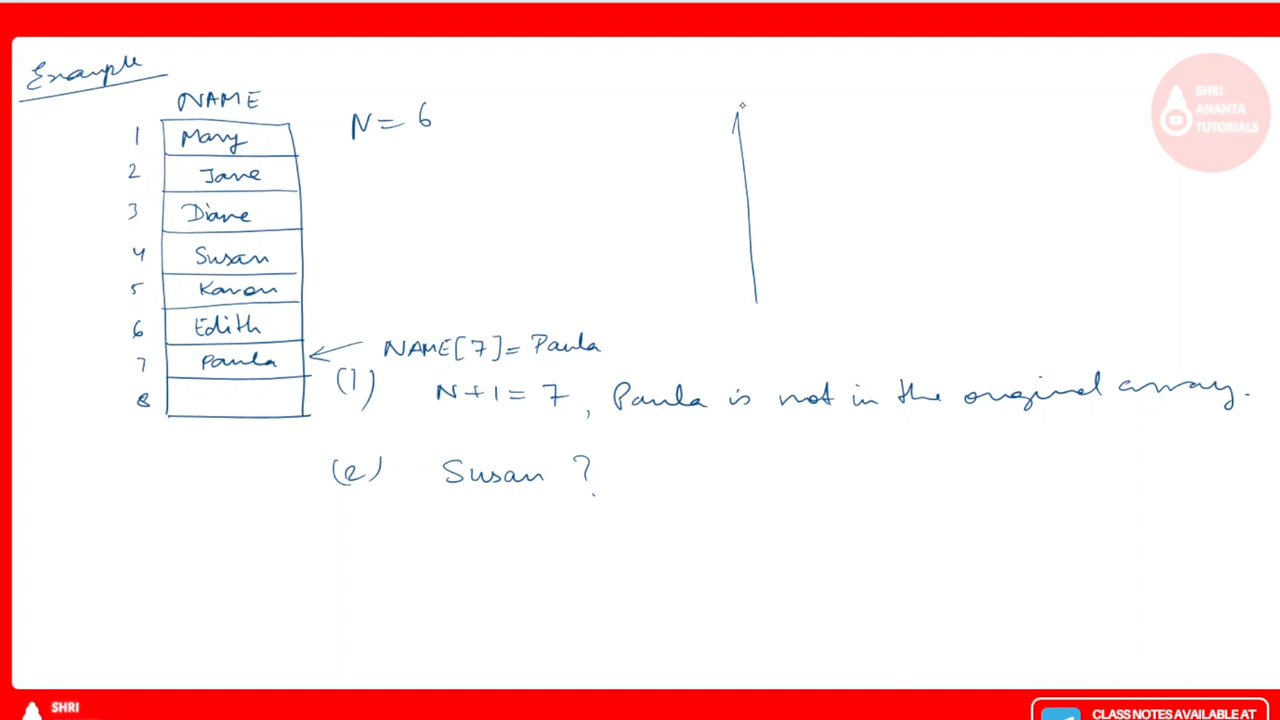 Example
NAME
N = 6
1 Mary
2 Jane
3 Diane
4 Susan
5 Karen
6 Edith
7 Paula
8
NAME[7] = Paula
(1) N + 1 = 7, Paula is not in the original array.
(2) Susan ?
SHRI
ANANTA
TUTORIALS
SHRI
CLASS NOTES AVAILABLE AT